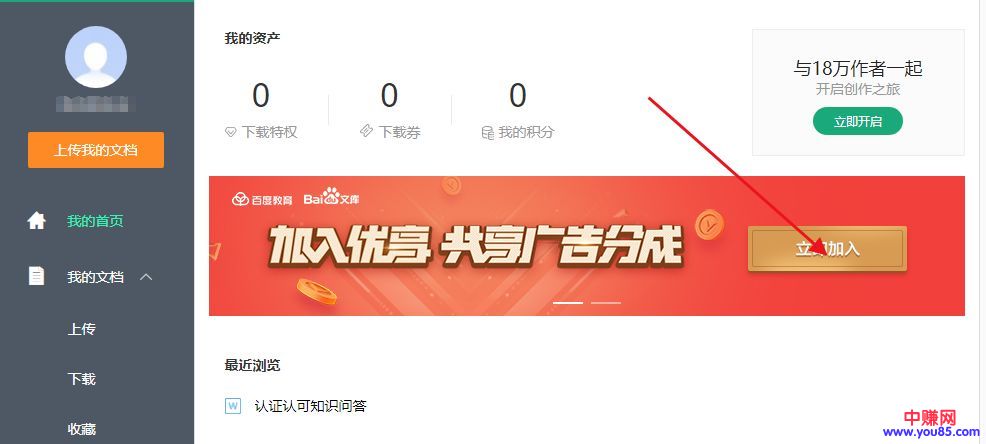 上传我的文档
我的首页
我的文档
上传
下载
收藏
我的资产
0
下载特权
0
下载券
0
我的积分
与18万作者一起
开启创作之旅
立即开启
百度教育 Bai du 文库
加入优享 共享广告分成
立即加入
最近浏览
W 认证认可知识问答
中赚网
www.you85.com